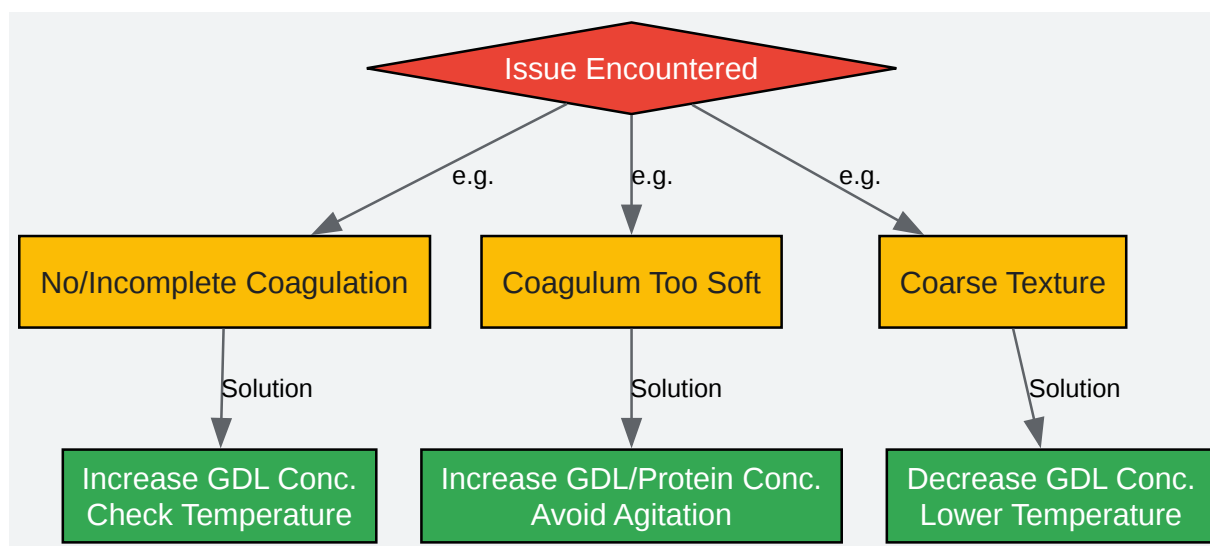 Issue Encountered
e.g.
e.g.
e.g.
No/Incomplete Coagulation
Coagulum Too Soft
Coarse Texture
Solution
Solution
Solution
Increase GDL Conc.
Check Temperature
Increase GDL/Protein Conc.
Avoid Agitation
Decrease GDL Conc.
Lower Temperature